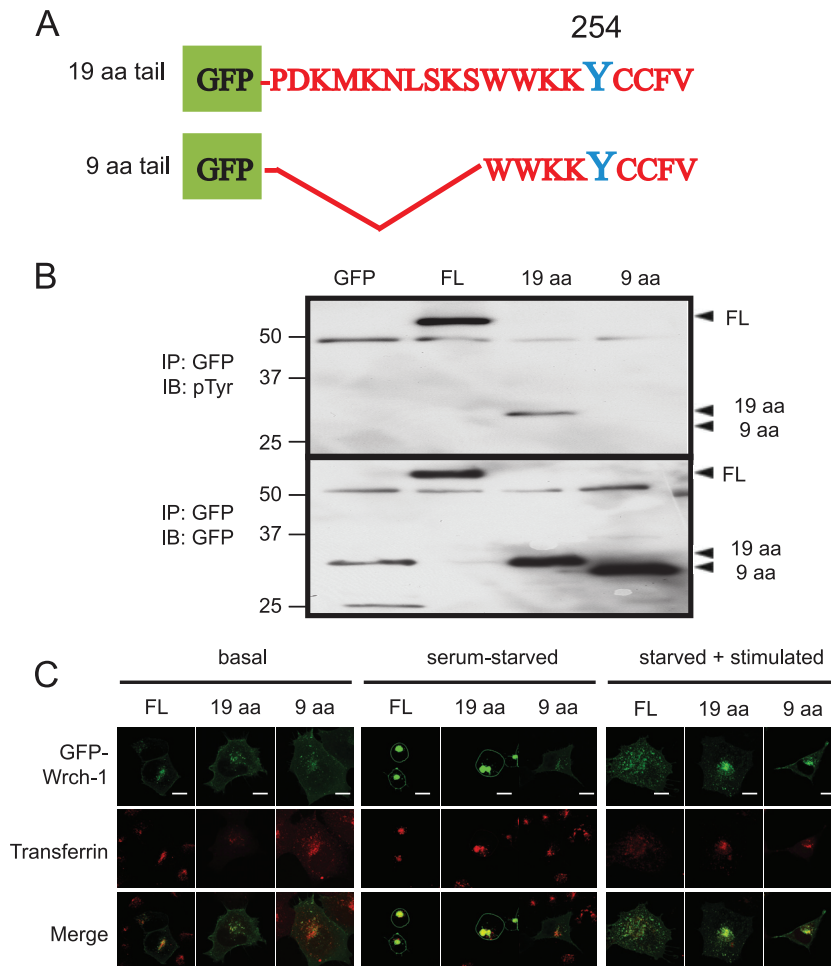 A
254
19 aa tail GFP -PDKMKNLSKSWWKKYCCFV
9 aa tail GFP WWKKYCCFV
B
GFP FL 19 aa 9 aa
FL
50
IP: GFP
IB: pTyr
37
19 aa
9 aa
25
FL
50
IP: GFP
IB: GFP
37
19 aa
9 aa
25
C
basal serum-starved starved + stimulated
FL 19 aa 9 aa FL 19 aa 9 aa FL 19 aa 9 aa
GFP-
Wrch-1
Transferrin
Merge